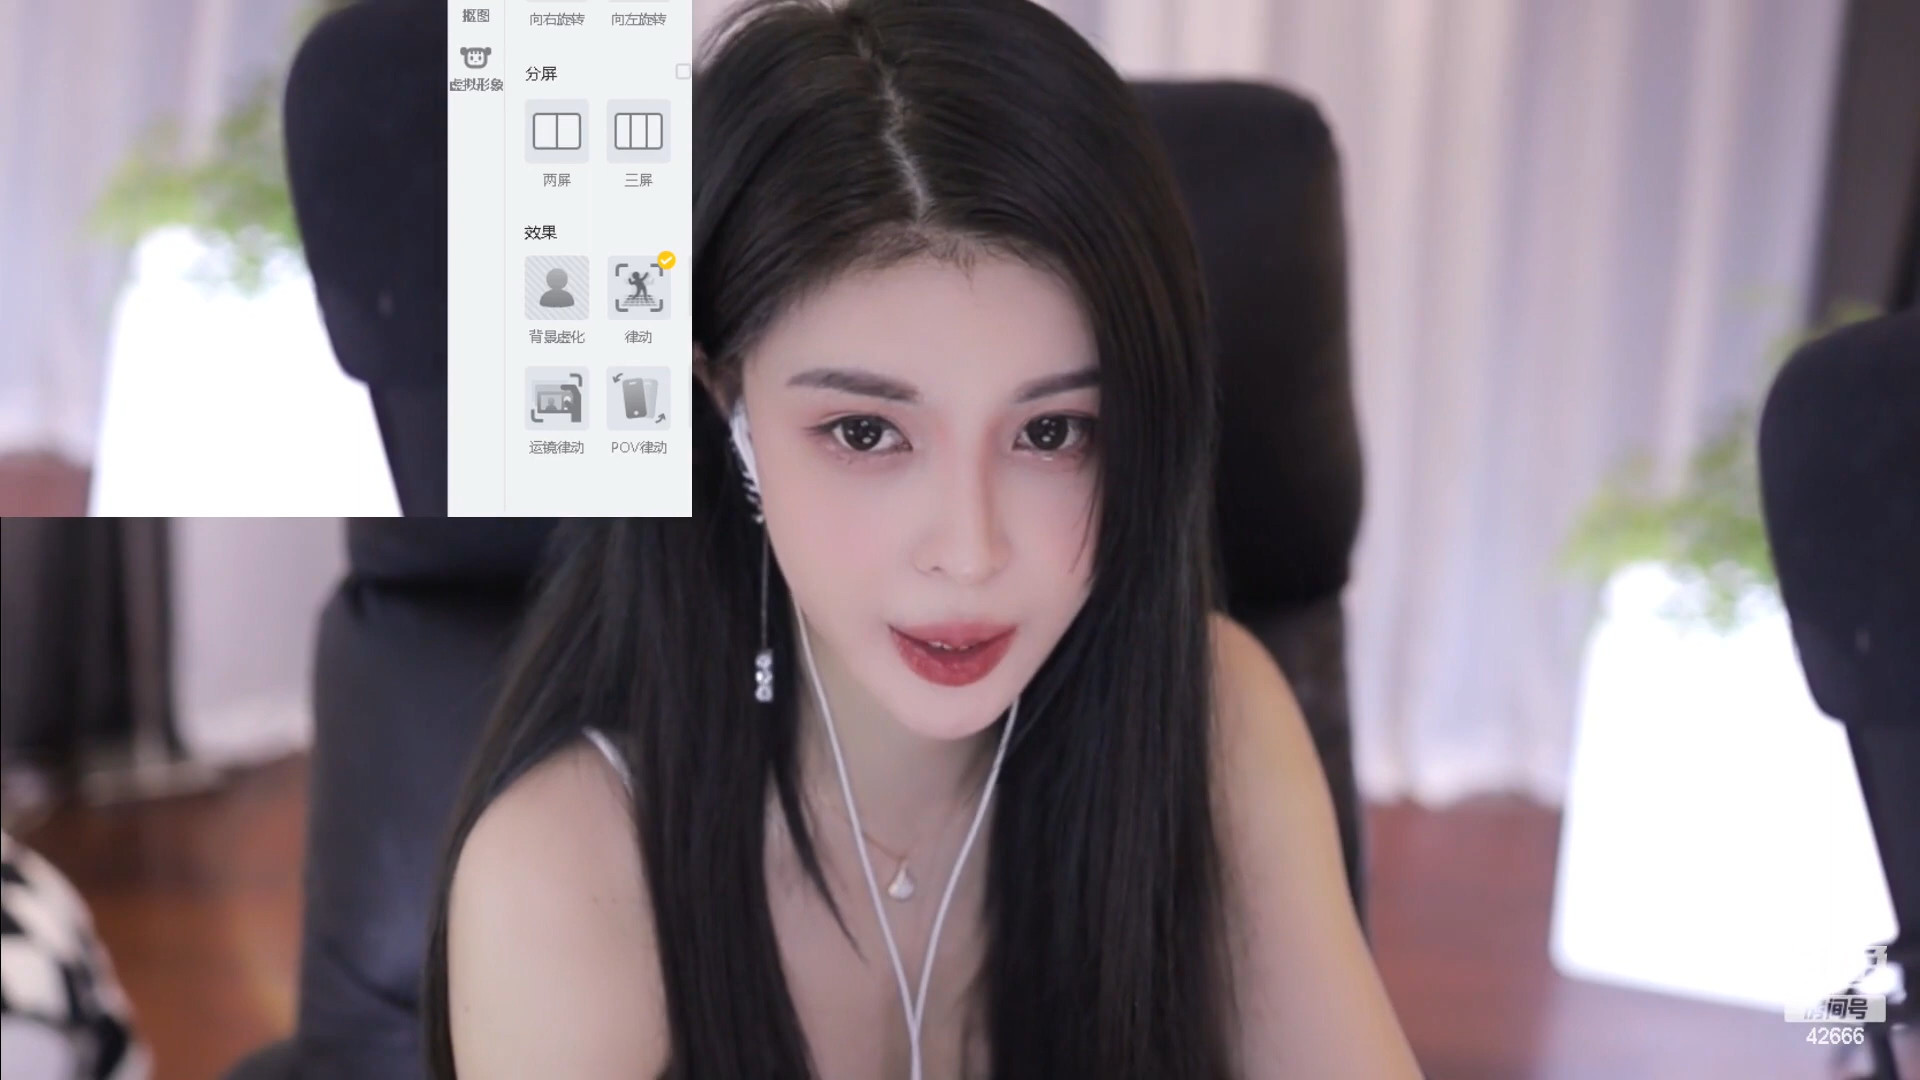 抠图
向右旋转 向左旋转
虚拟形象
分屏
两屏 三屏
效果
背景虚化 律动
运镜律动 POV律动
房间号
42666